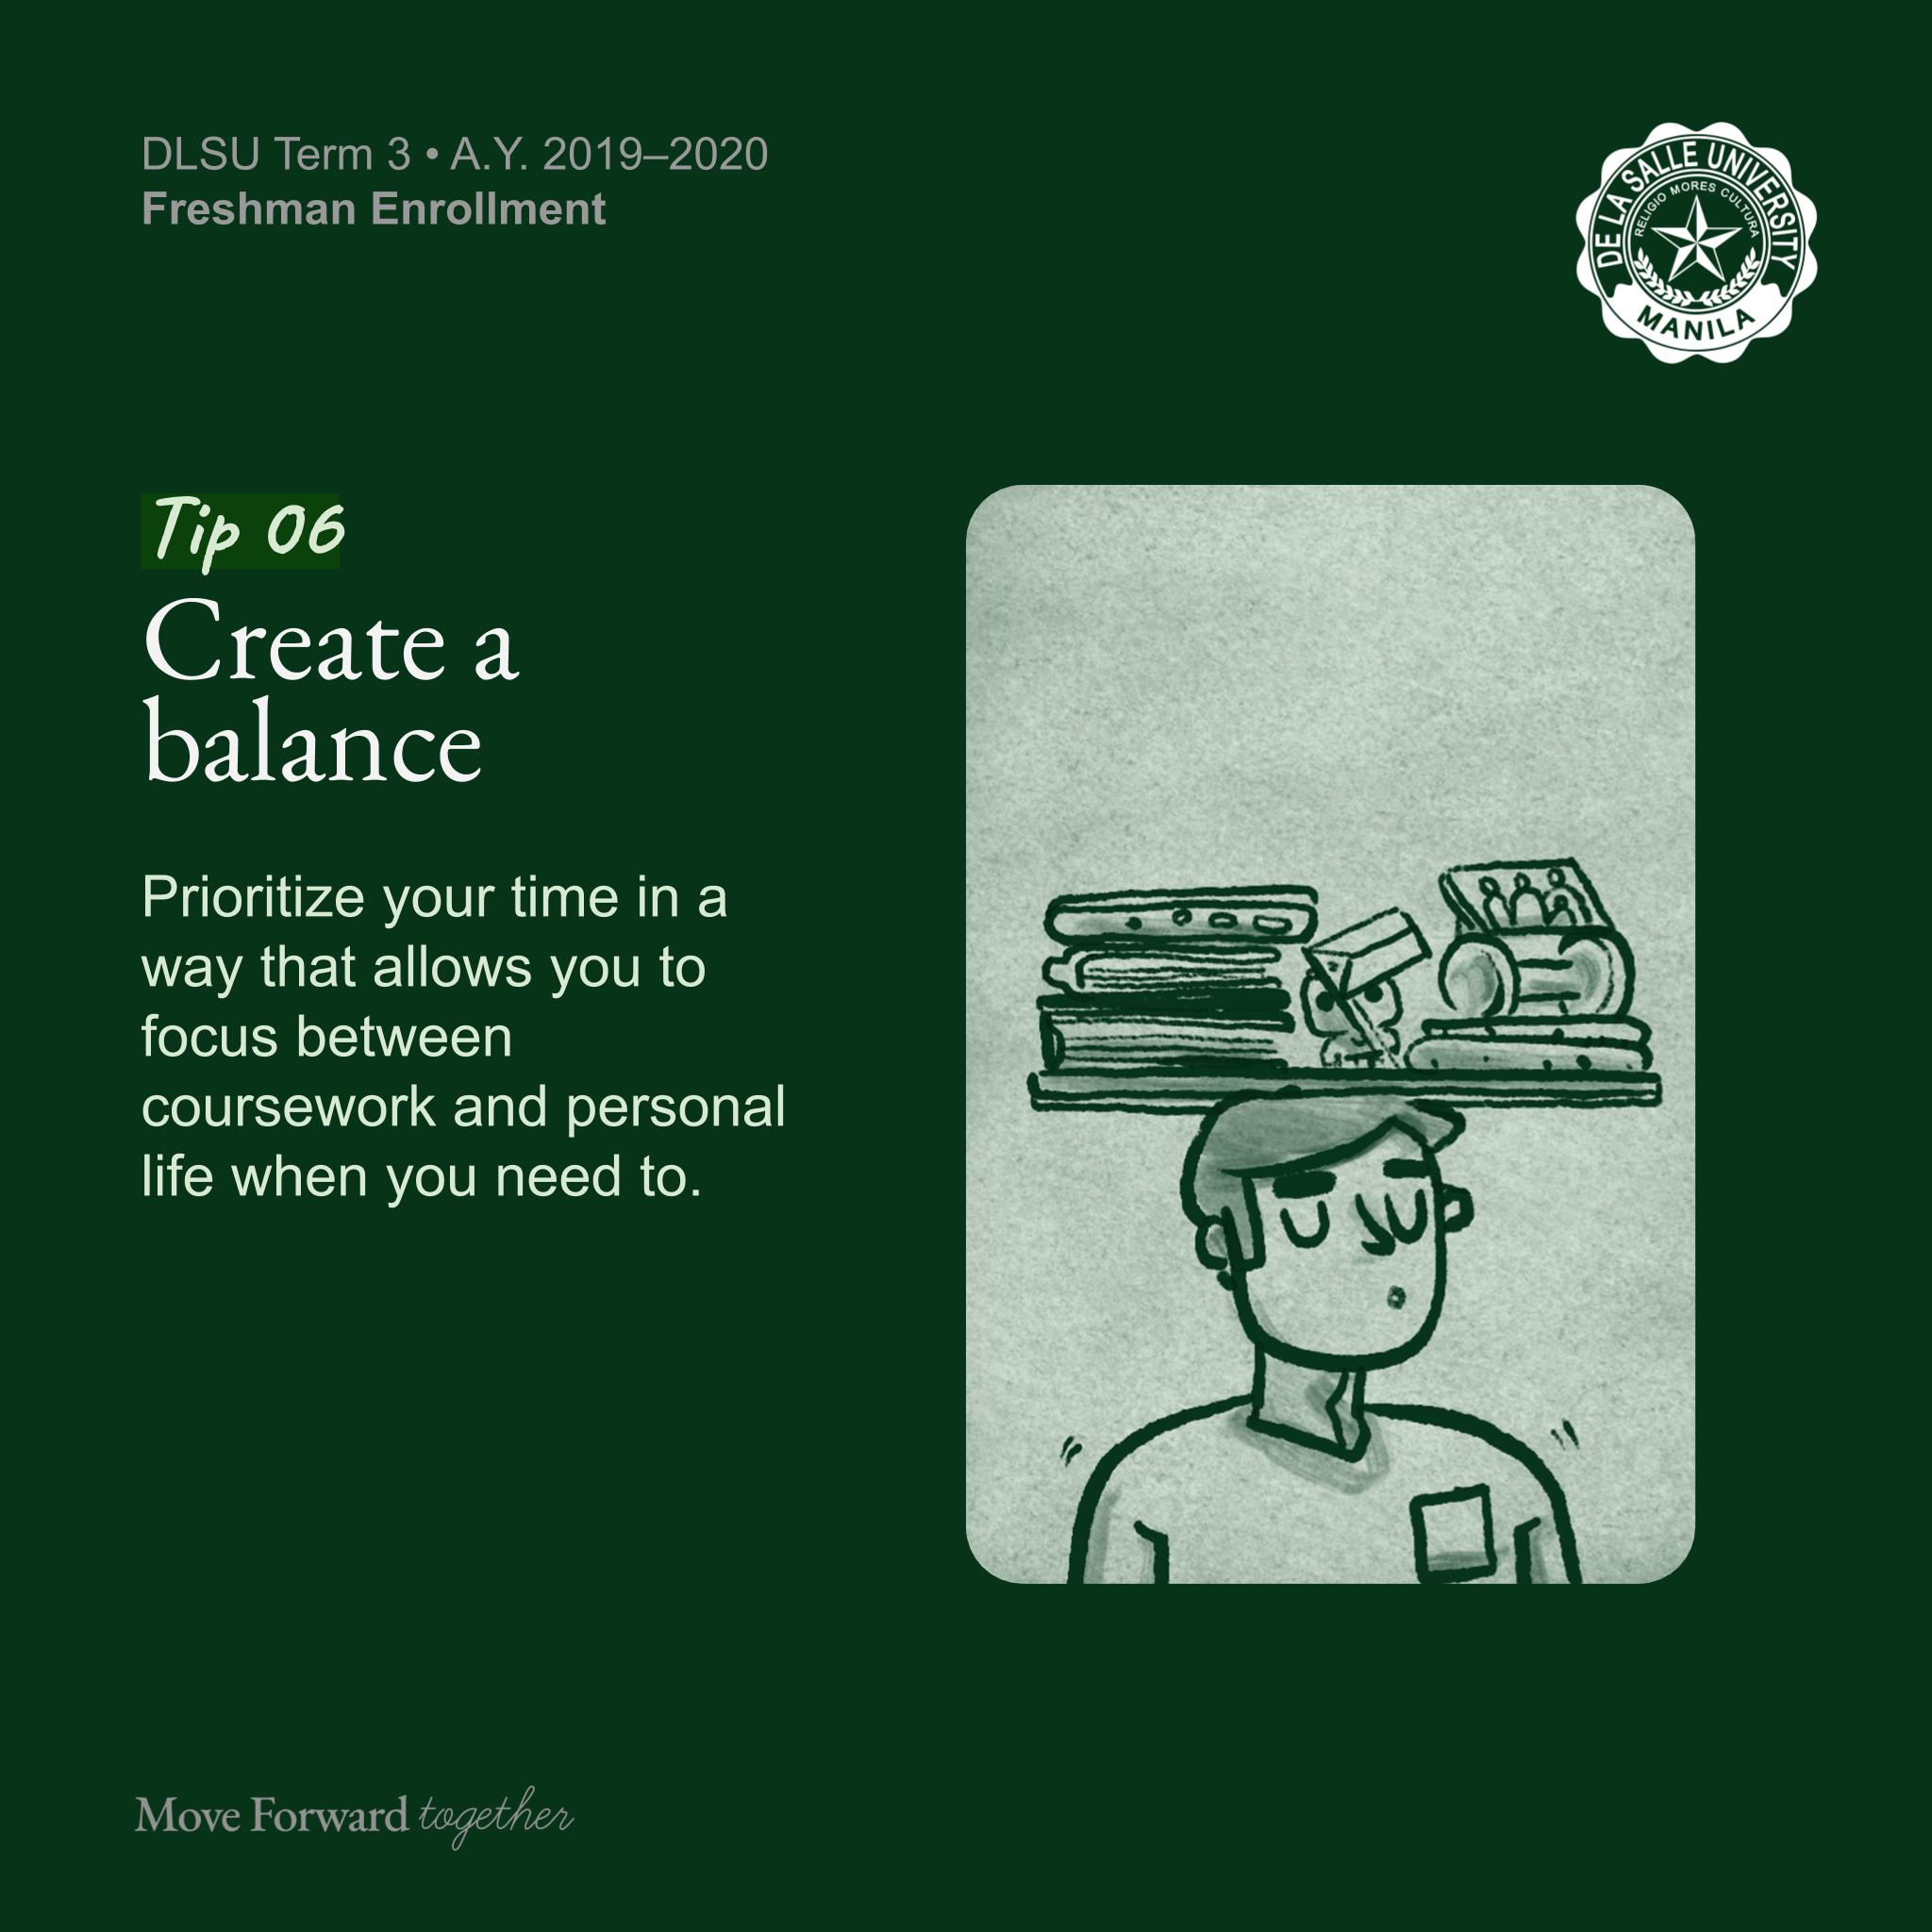 DLSU Term 3 • A.Y. 2019–2020
Freshman Enrollment
DE LA SALLE UNIVERSITY
RELIGIO MORES CULTURA
MANILA
Tip 06
Create a
balance
Prioritize your time in a
way that allows you to
focus between
coursework and personal
life when you need to.
Move Forward together